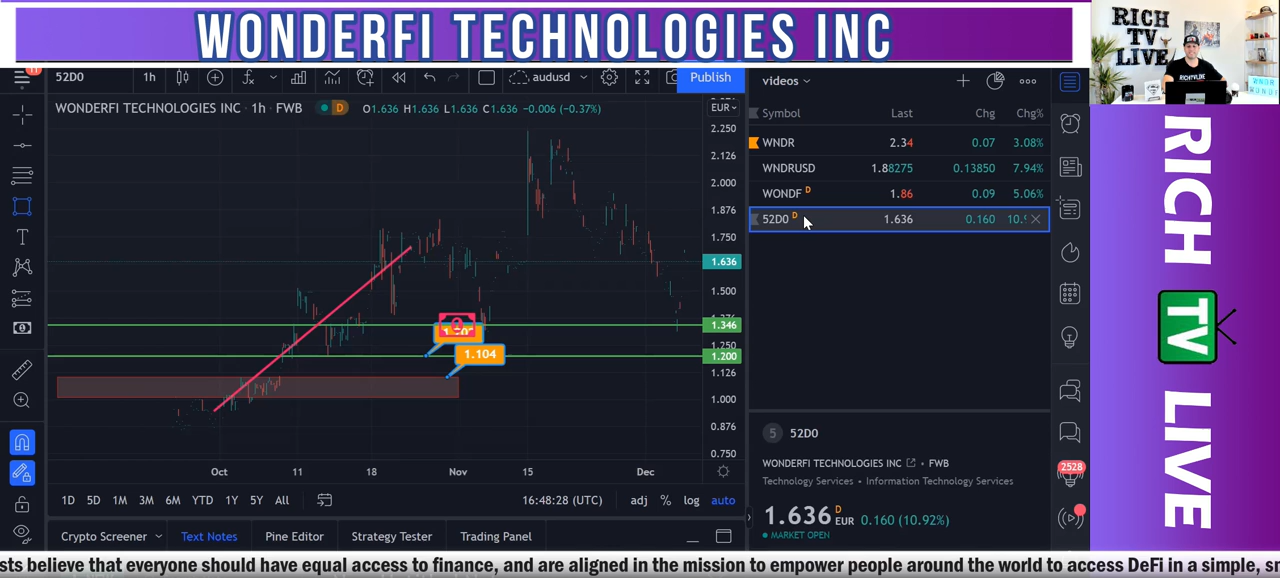 WONDERFI TECHNOLOGIES INC
RICH
TV
LIVE
RICH TV LIVE
11
52D0
1h
audusd
Publish
WONDERFI TECHNOLOGIES INC · 1h · FWB
D
O1.636 H1.636 L1.636 C1.636 -0.006 (-0.37%)
EUR
2.250
2.126
2.000
1.876
1.750
1.636
1.500
1.346
1.250
1.200
1.126
1.000
0.876
0.750
1.104
Oct
11
18
Nov
15
Dec
1D
5D
1M
3M
6M
YTD
1Y
5Y
All
16:48:28 (UTC)
adj
%
log
auto
Crypto Screener
Text Notes
Pine Editor
Strategy Tester
Trading Panel
videos
Symbol Last Chg Chg%
WNDR 2.34 0.07 3.08%
WNDRUSD 1.88275 0.13850 7.94%
WONDF D 1.86 0.09 5.06%
52D0 D 1.636 0.160
5
52D0
WONDERFI TECHNOLOGIES INC · FWB
Technology Services • Information Technology Services
1.636 D EUR 0.160 (10.92%)
MARKET OPEN
2528
RICH
TV
LIVE
sts believe that everyone should have equal access to finance, and are aligned in the mission to empower people around the world to access DeFi in a simple,